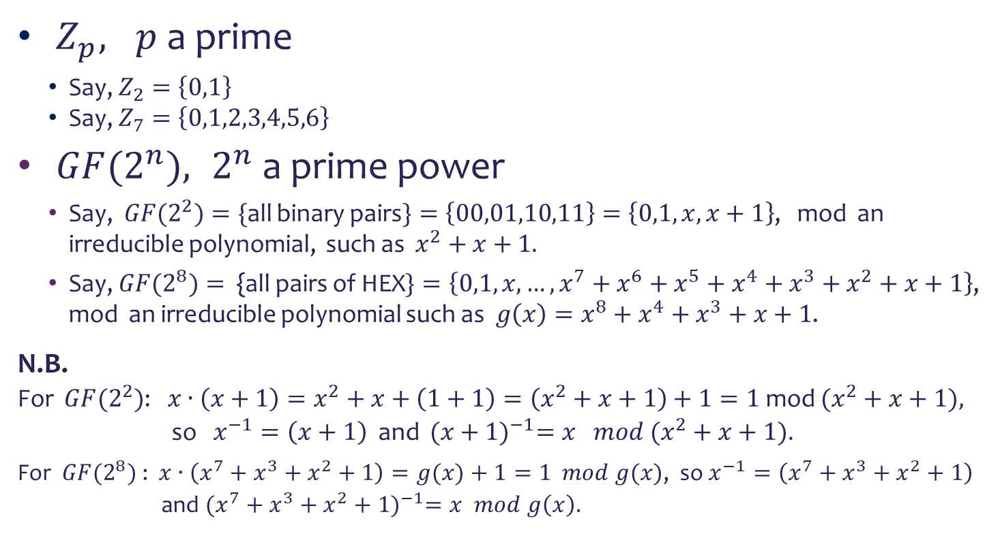 • Z_p, p a prime
• Say, Z_2 = {0,1}
• Say, Z_7 = {0,1,2,3,4,5,6}
• GF(2^n), 2^n a prime power
• Say, GF(2^2) = {all binary pairs} = {00,01,10,11} = {0,1, x, x + 1}, mod an
irreducible polynomial, such as x^2 + x + 1.
• Say, GF(2^8) = {all pairs of HEX} = {0,1, x, … , x^7 + x^6 + x^5 + x^4 + x^3 + x^2 + x + 1},
mod an irreducible polynomial such as g(x) = x^8 + x^4 + x^3 + x + 1.
N.B.
For GF(2^2): x · (x + 1) = x^2 + x + (1 + 1) = (x^2 + x + 1) + 1 = 1 mod (x^2 + x + 1),
so x^{-1} = (x + 1) and (x + 1)^{-1} = x mod (x^2 + x + 1).
For GF(2^8): x · (x^7 + x^3 + x^2 + 1) = g(x) + 1 = 1 mod g(x), so x^{-1} = (x^7 + x^3 + x^2 + 1)
and (x^7 + x^3 + x^2 + 1)^{-1} = x mod g(x).